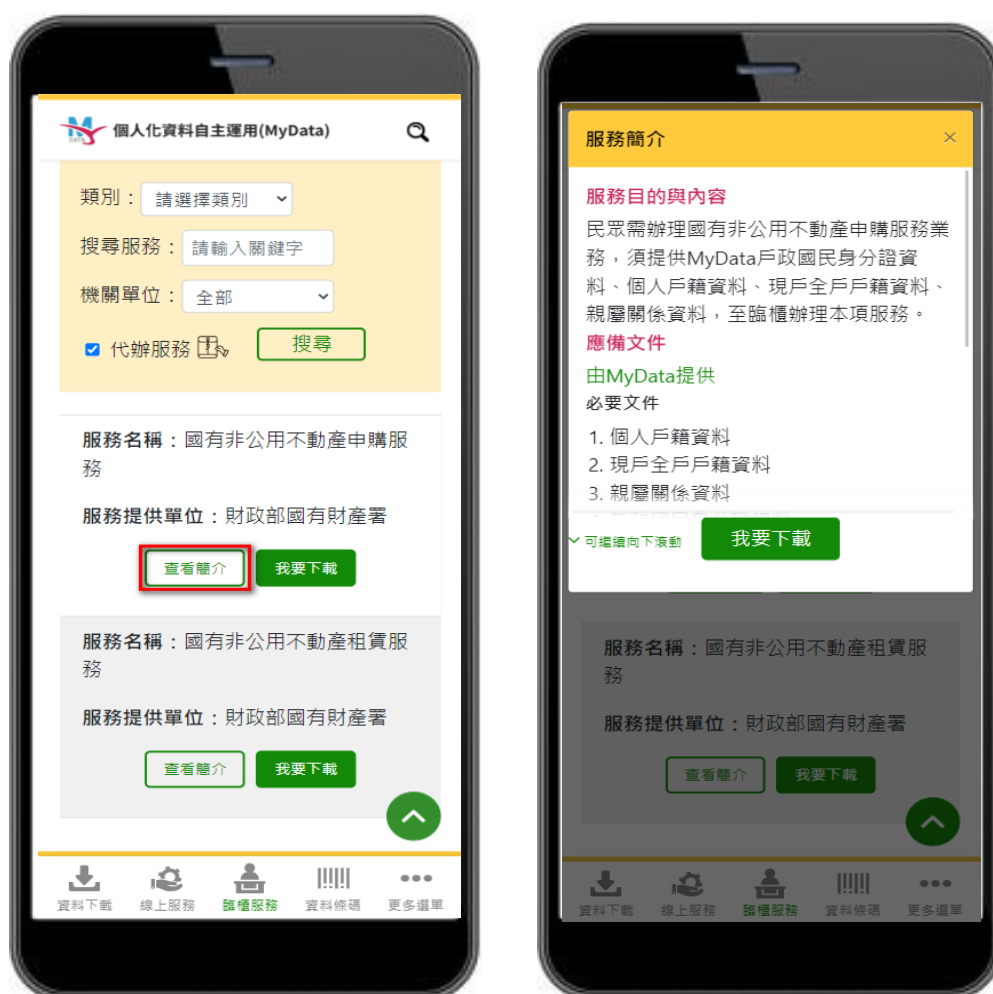 個人化資料自主運用(MyData)
類別：
請選擇類別
搜尋服務：
請輸入關鍵字
機關單位：
全部
代辦服務
搜尋
服務名稱：國有非公用不動產申購服
務
服務提供單位：財政部國有財產署
查看簡介
我要下載
服務名稱：國有非公用不動產租賃服
務
服務提供單位：財政部國有財產署
查看簡介
我要下載
資料下載
線上服務
臨櫃服務
資料條碼
更多選單
服務簡介
×
服務目的與內容
民眾需辦理國有非公用不動產申購服務業
務，須提供MyData戶政國民身分證資
料、個人戶籍資料、現戶全戶戶籍資料、
親屬關係資料，至臨櫃辦理本項服務。
應備文件
由MyData提供
必要文件
1. 個人戶籍資料
2. 現戶全戶戶籍資料
3. 親屬關係資料
可繼續向下滾動
我要下載
服務名稱：國有非公用不動產租賃服
務
服務提供單位：財政部國有財產署
查看簡介
我要下載
資料下載
線上服務
臨櫃服務
資料條碼
更多選單